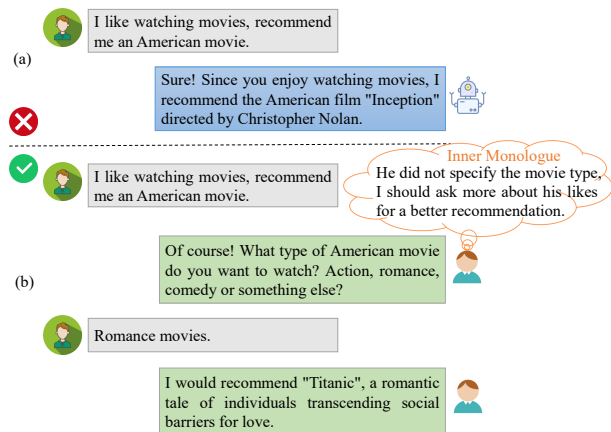 I like watching movies, recommend
me an American movie.
(a)
Sure! Since you enjoy watching movies, I
recommend the American film "Inception"
directed by Christopher Nolan.
Inner Monologue
He did not specify the movie type,
I should ask more about his likes
for a better recommendation.
I like watching movies, recommend
me an American movie.
Of course! What type of American movie
do you want to watch? Action, romance,
comedy or something else?
(b)
Romance movies.
I would recommend "Titanic", a romantic
tale of individuals transcending social
barriers for love.